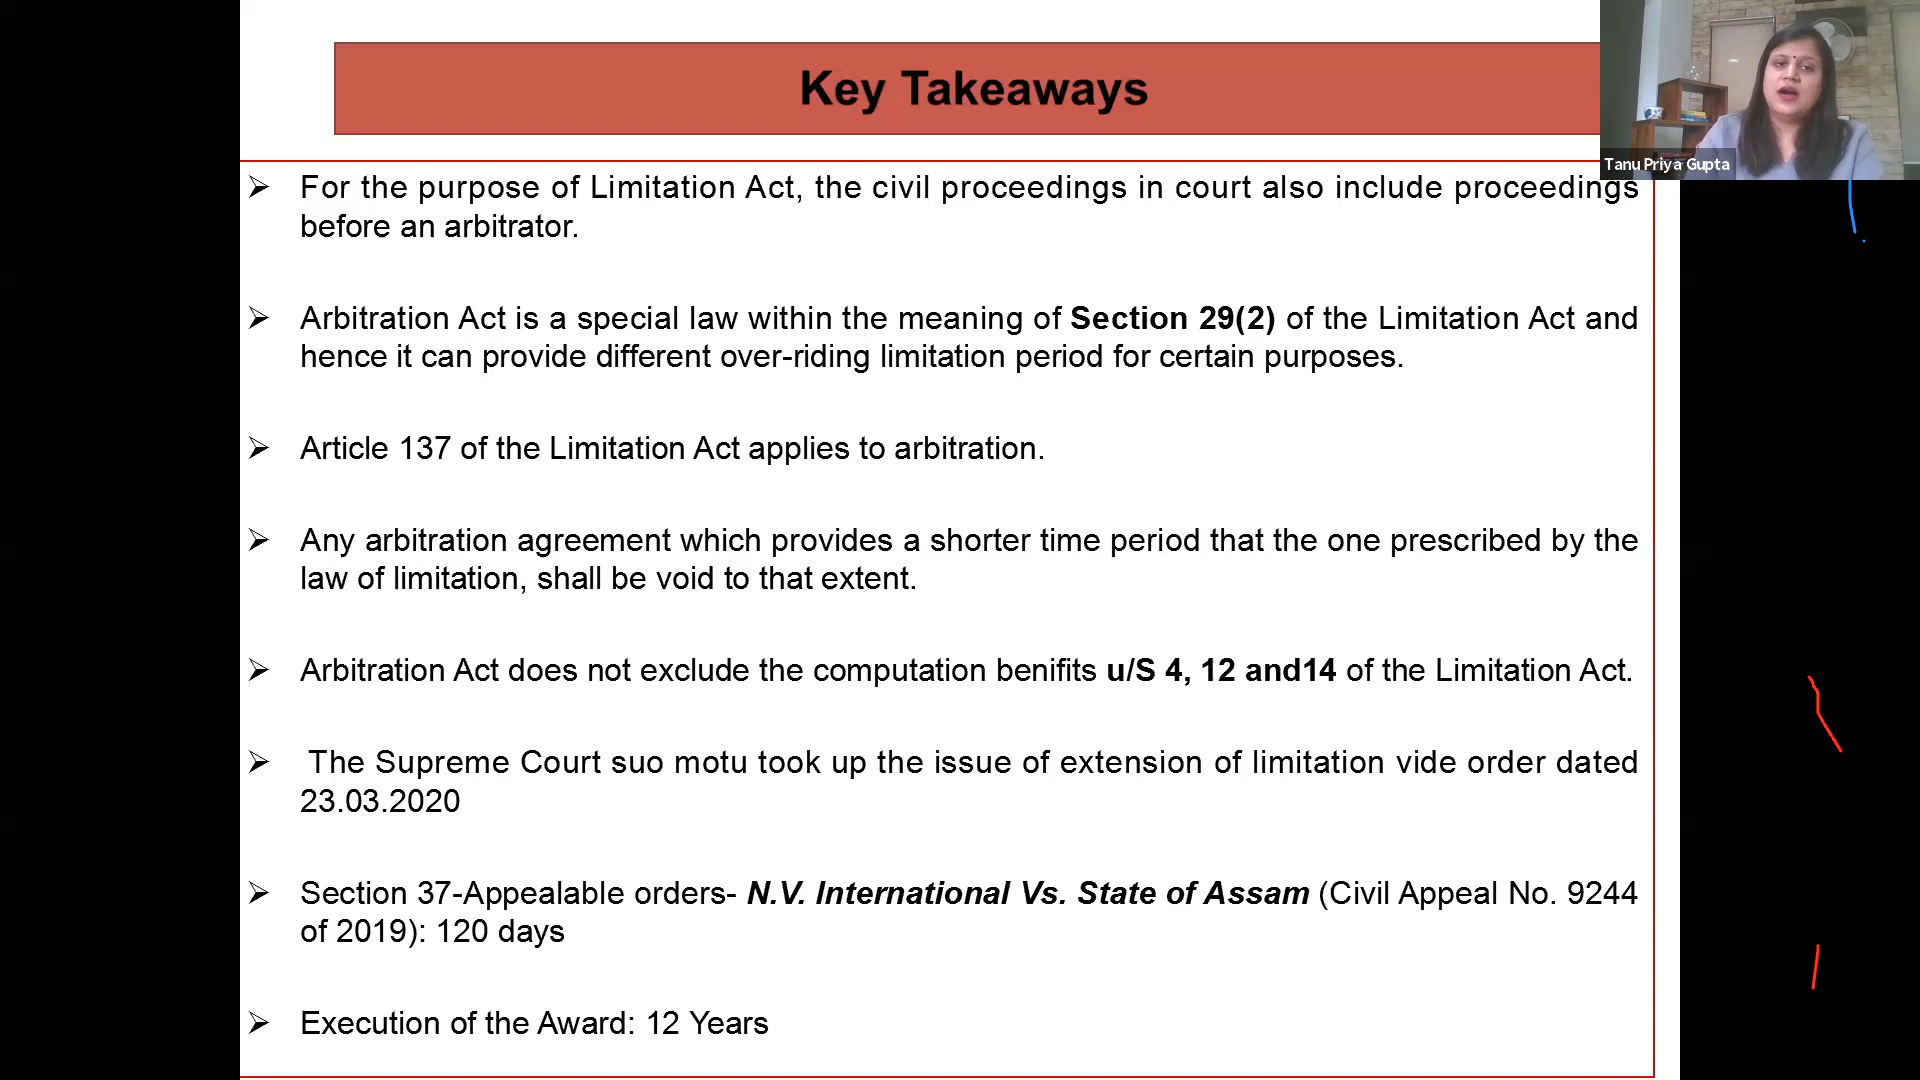 Key Takeaways
Tanu Priya Gupta
➢ For the purpose of Limitation Act, the civil proceedings in court also include proceedings
before an arbitrator.
➢ Arbitration Act is a special law within the meaning of Section 29(2) of the Limitation Act and
hence it can provide different over-riding limitation period for certain purposes.
➢ Article 137 of the Limitation Act applies to arbitration.
➢ Any arbitration agreement which provides a shorter time period that the one prescribed by the
law of limitation, shall be void to that extent.
➢ Arbitration Act does not exclude the computation benifits u/S 4, 12 and14 of the Limitation Act.
➢ The Supreme Court suo motu took up the issue of extension of limitation vide order dated
23.03.2020
➢ Section 37-Appealable orders- N.V. International Vs. State of Assam (Civil Appeal No. 9244
of 2019): 120 days
➢ Execution of the Award: 12 Years